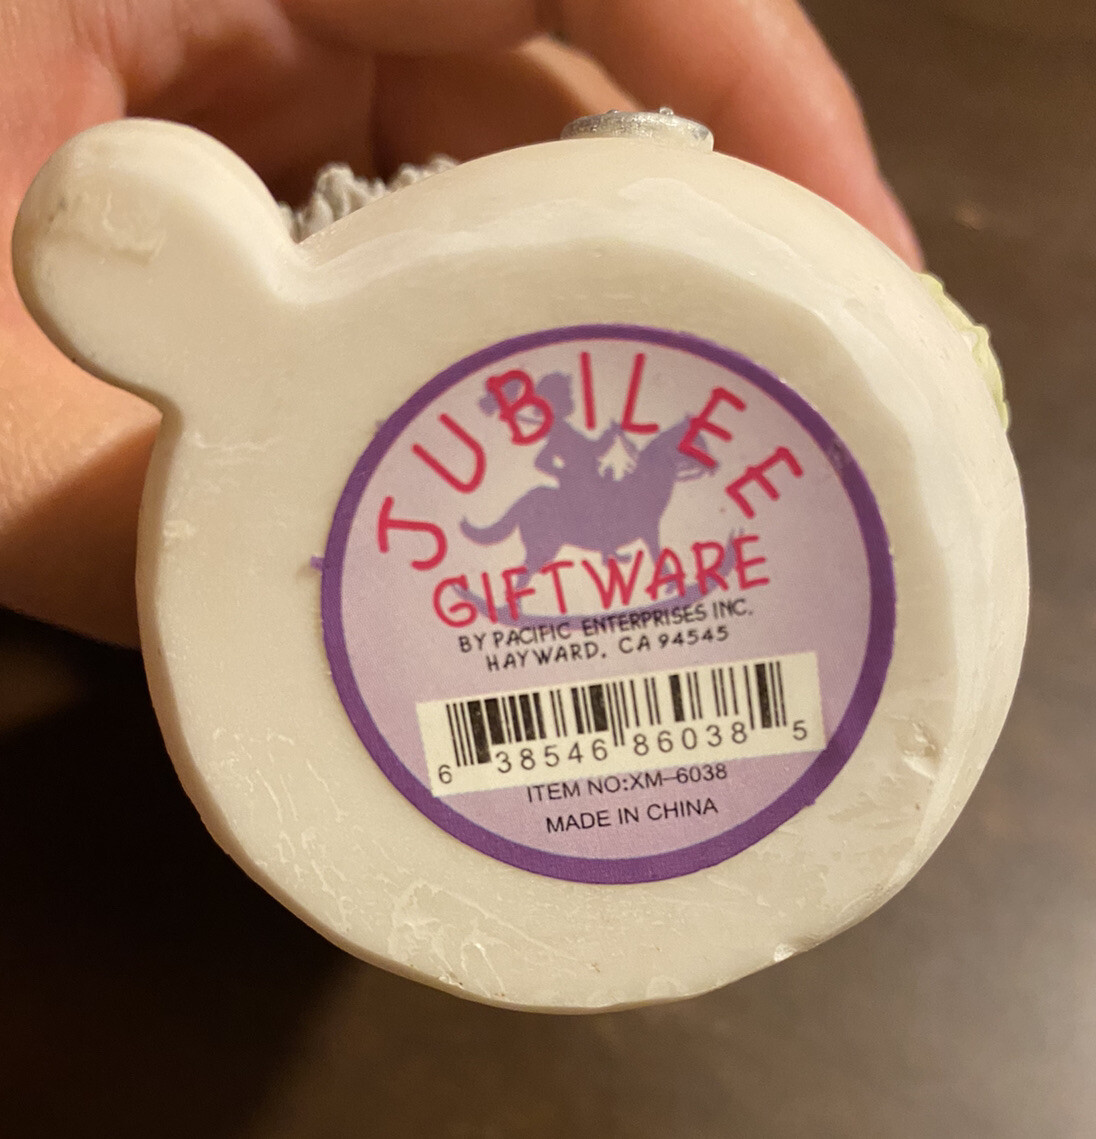 JUBILEE
GIFTWARE
BY PACIFIC ENTERPRISES INC.
HAYWARD, CA 94545
6 38546 86038 5
ITEM NO:XM-6038
MADE IN CHINA